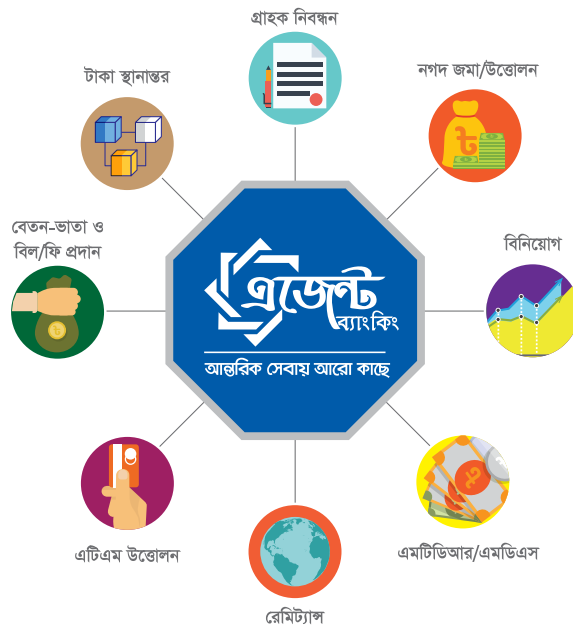 গ্রাহক নিবন্ধন
টাকা স্থানান্তর
নগদ জমা/উত্তোলন
বেতন-ভাতা ও
বিল/ফি প্রদান
বিনিয়োগ
এজেন্ট
ব্যাংকিং
আন্তরিক সেবায় আরো কাছে
এটিএম উত্তোলন
এমটিডিআর/এমডিএস
রেমিট্যান্স